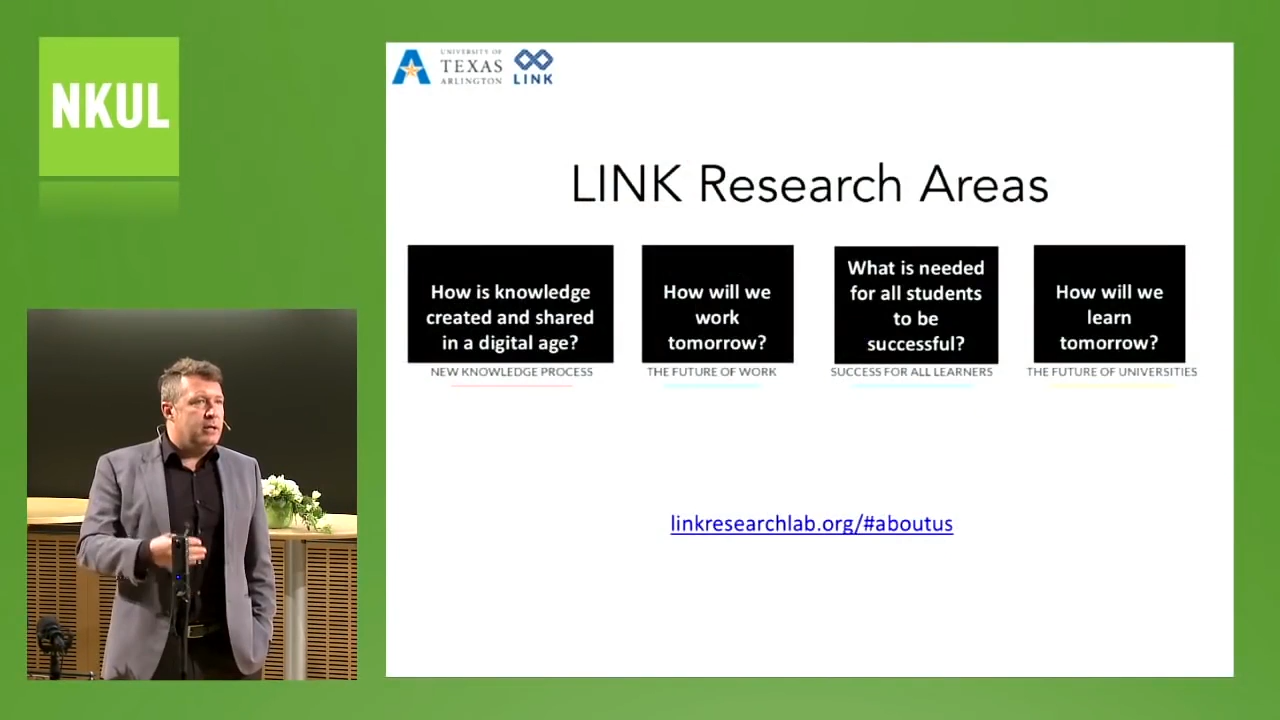 NKUL
UNIVERSITY OF
TEXAS
ARLINGTON
LINK
LINK Research Areas
How is knowledge
created and shared
in a digital age?
NEW KNOWLEDGE PROCESS
How will we
work
tomorrow?
THE FUTURE OF WORK
What is needed
for all students
to be
successful?
SUCCESS FOR ALL LEARNERS
How will we
learn
tomorrow?
THE FUTURE OF UNIVERSITIES
linkresearchlab.org/#aboutus